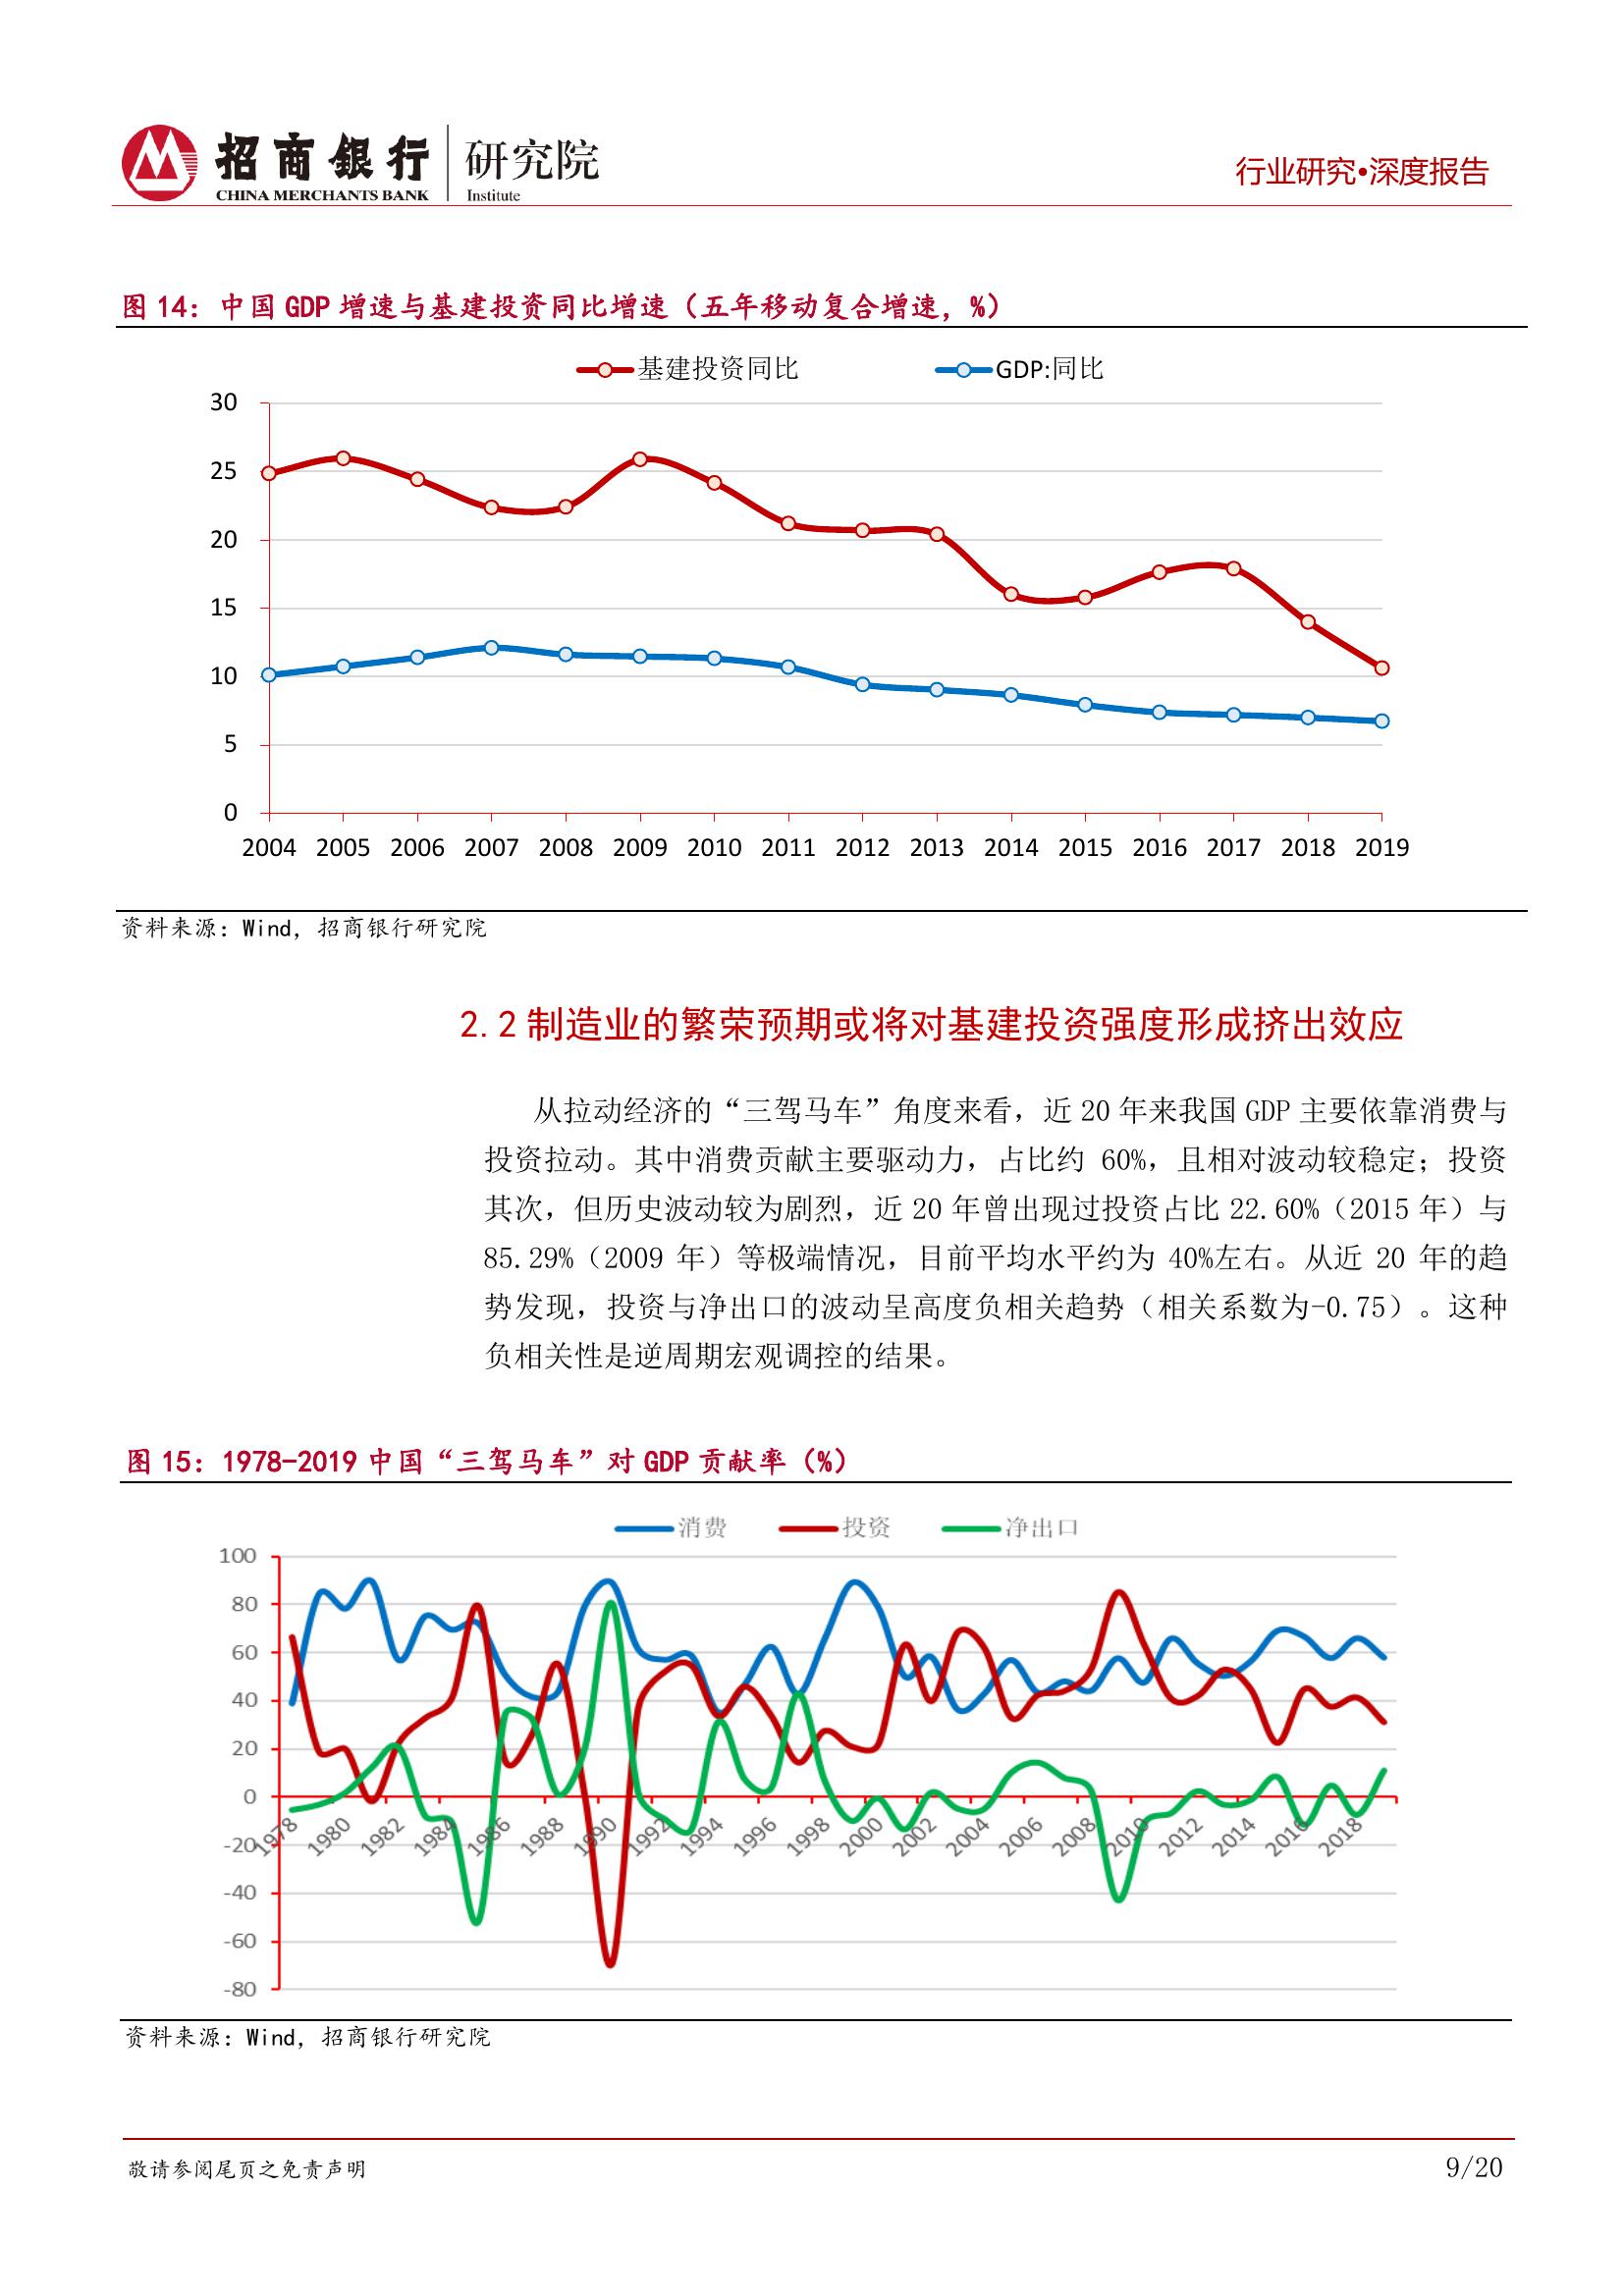 招商银行 研究院
CHINA MERCHANTS BANK Institute
行业研究•深度报告
图 14：中国 GDP 增速与基建投资同比增速（五年移动复合增速，%）
基建投资同比 GDP:同比
30
25
20
15
10
5
0
2004 2005 2006 2007 2008 2009 2010 2011 2012 2013 2014 2015 2016 2017 2018 2019
资料来源：Wind，招商银行研究院
2.2 制造业的繁荣预期或将对基建投资强度形成挤出效应
从拉动经济的“三驾马车”角度来看，近 20 年来我国 GDP 主要依靠消费与
投资拉动。其中消费贡献主要驱动力，占比约 60%，且相对波动较稳定；投资
其次，但历史波动较为剧烈，近 20 年曾出现过投资占比 22.60%（2015 年）与
85.29%（2009 年）等极端情况，目前平均水平约为 40%左右。从近 20 年的趋
势发现，投资与净出口的波动呈高度负相关趋势（相关系数为-0.75）。这种
负相关性是逆周期宏观调控的结果。
图 15：1978-2019 中国“三驾马车”对 GDP 贡献率（%）
消费 投资 净出口
100
80
60
40
20
0
-20
-40
-60
-80
1978 1980 1982 1984 1986 1988 1990 1992 1994 1996 1998 2000 2002 2004 2006 2008 2010 2012 2014 2016 2018
资料来源：Wind，招商银行研究院
敬请参阅尾页之免责声明
9/20